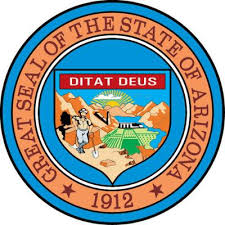 GREAT SEAL OF THE STATE OF ARIZONA
DITAT DEUS
1912